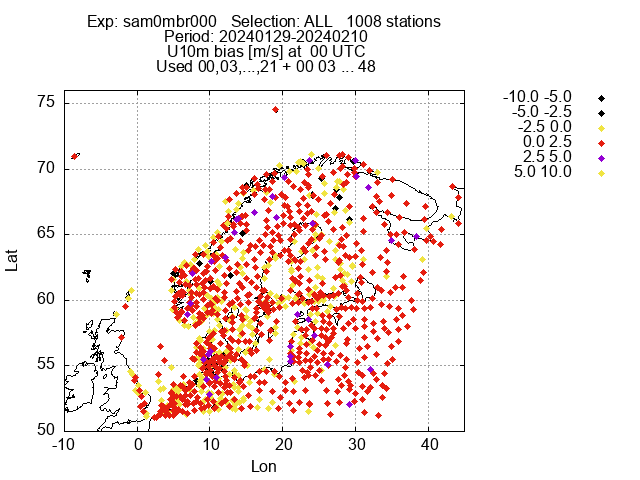 Exp: sam0mbr000 Selection: ALL 1008 stations
Period: 20240129-20240210
U10m bias [m/s] at 00 UTC
Used 00,03,...,21 + 00 03 ... 48
-10.0 -5.0
-5.0 -2.5
-2.5 0.0
0.0 2.5
2.5 5.0
5.0 10.0
75
70
65
60
55
50
Lat
-10 0 10 20 30 40
Lon